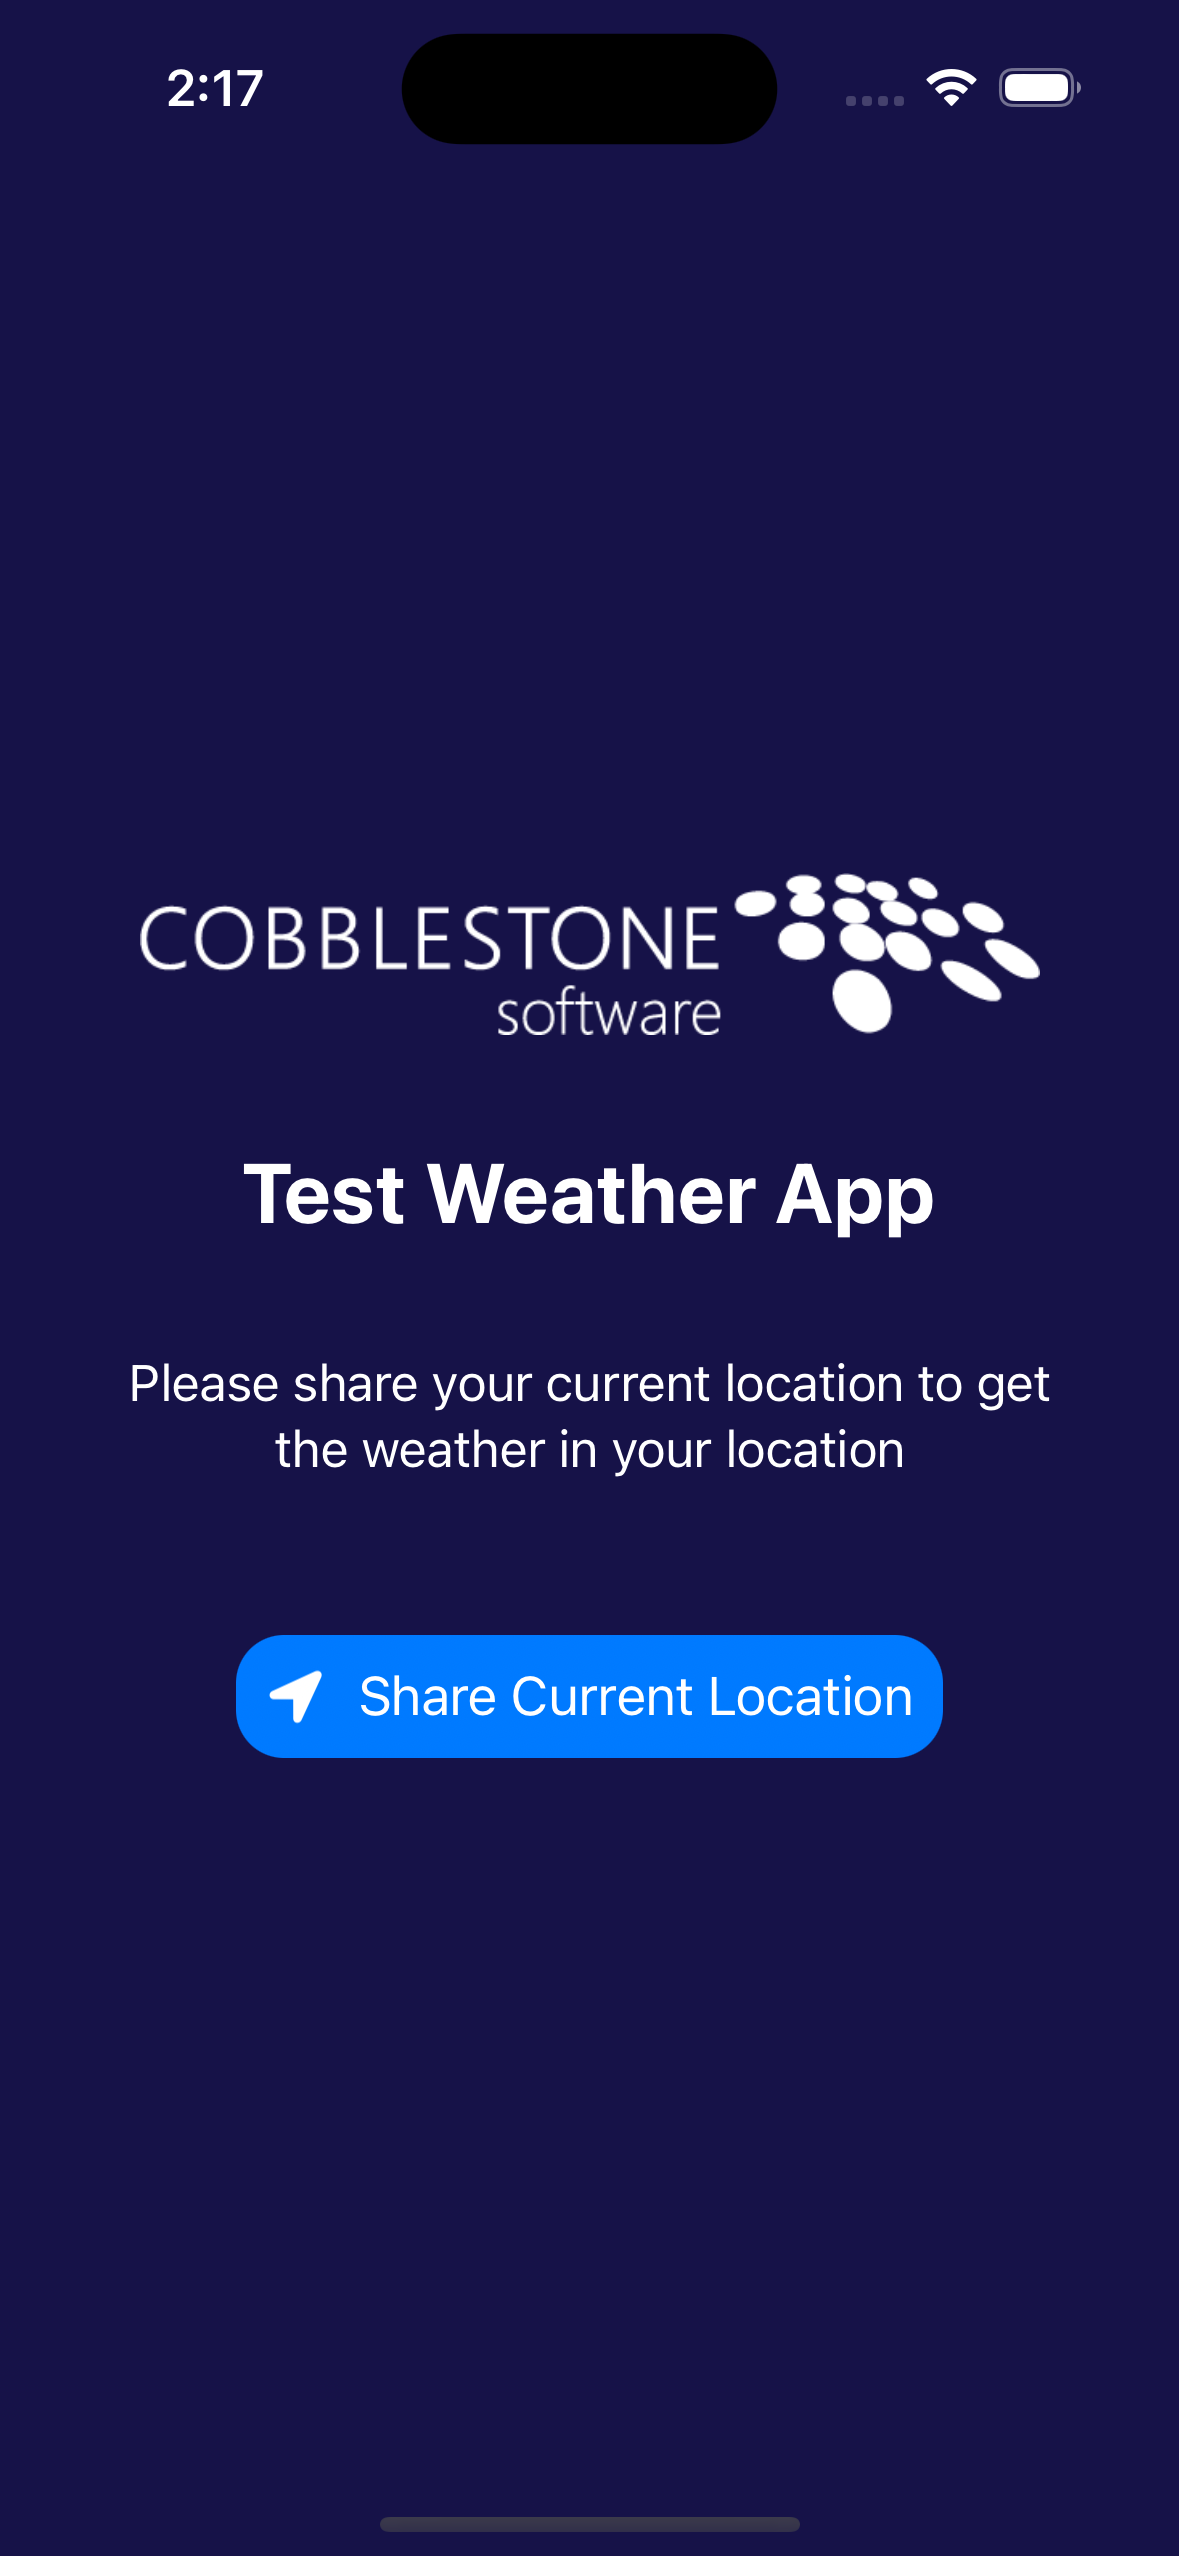 2:17
COBBLESTONE
software
Test Weather App
Please share your current location to get
the weather in your location
Share Current Location